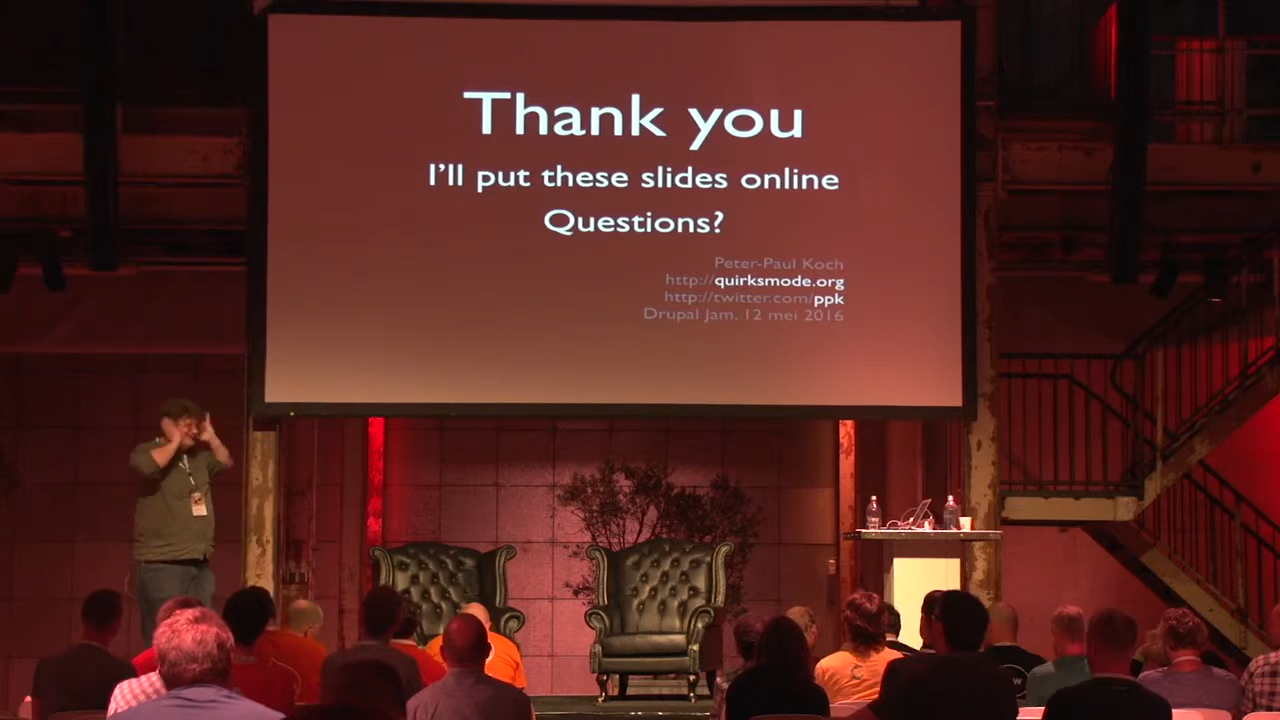 Thank you
I'll put these slides online
Questions?
Peter-Paul Koch
http://quirksmode.org
http://twitter.com/ppk
Drupal Jam, 12 mei 2016